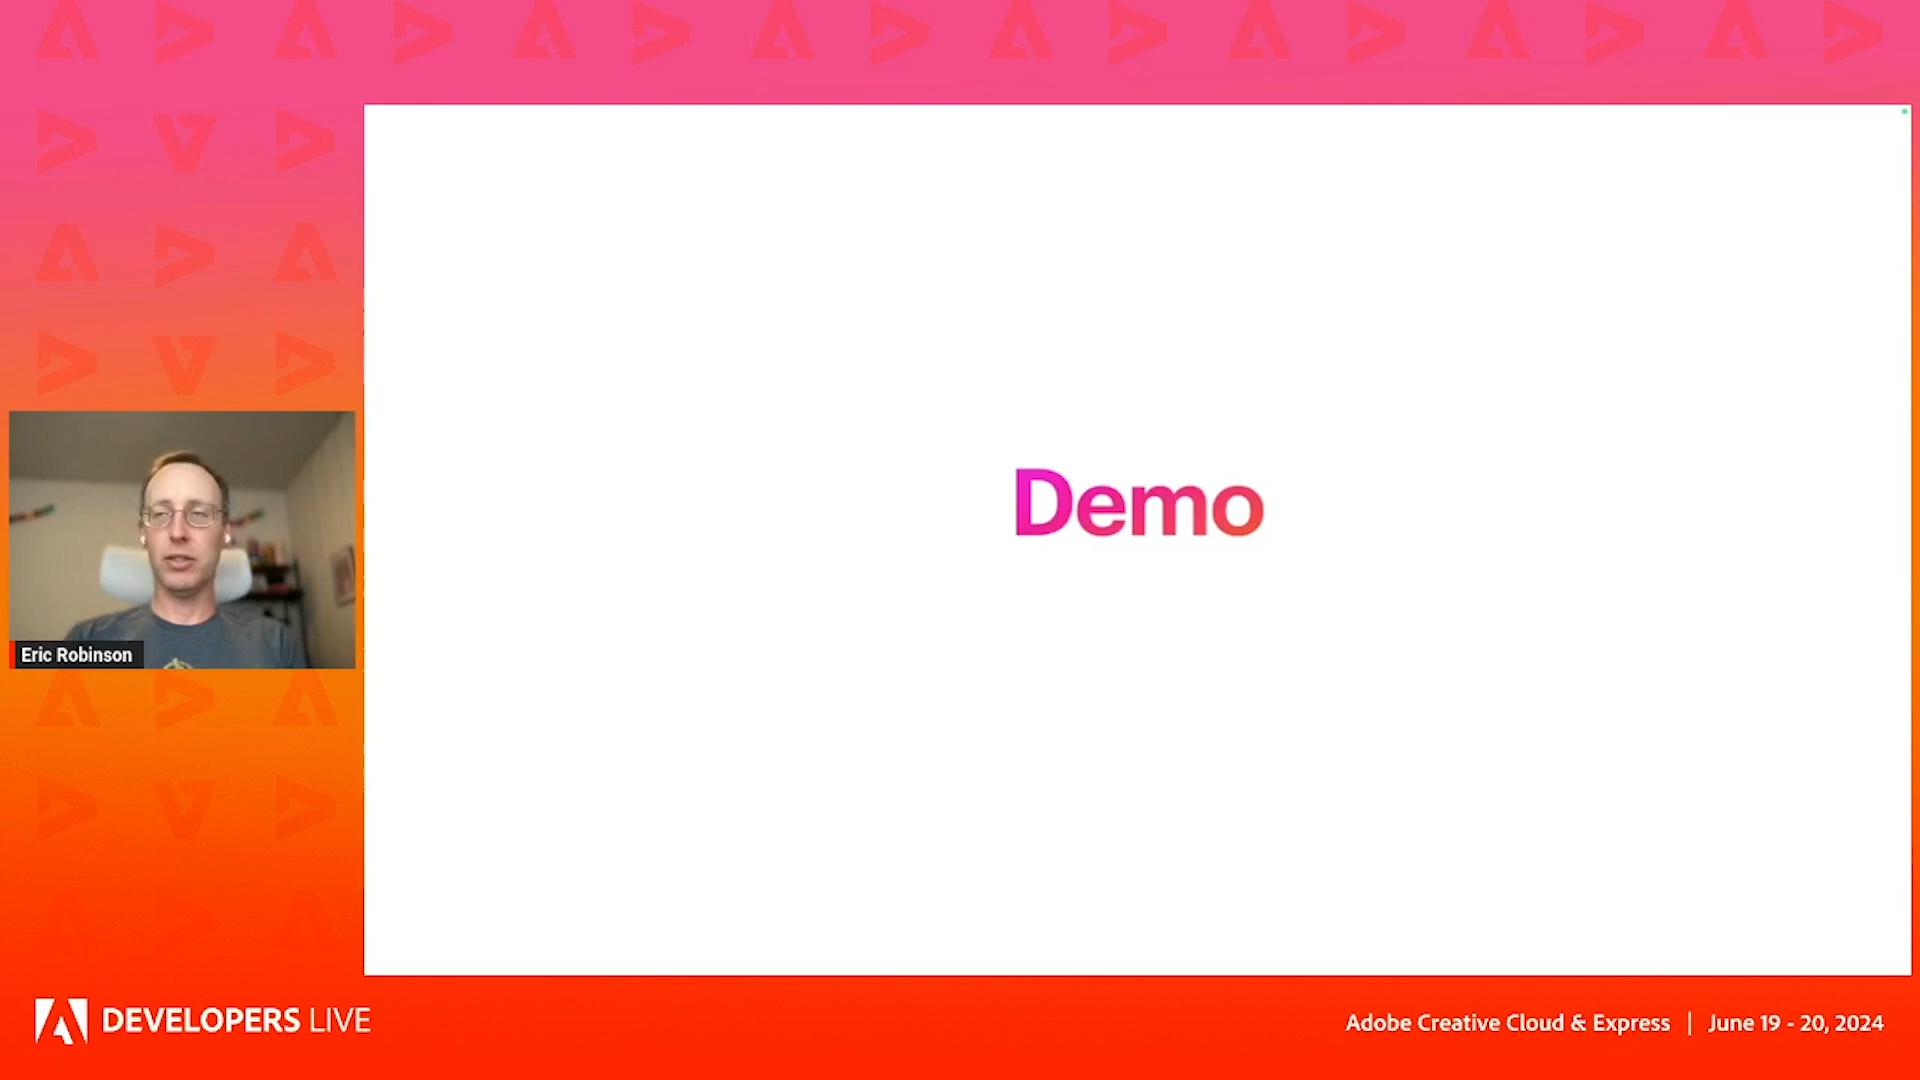 Demo
Eric Robinson
DEVELOPERS LIVE
Adobe Creative Cloud & Express | June 19 - 20, 2024